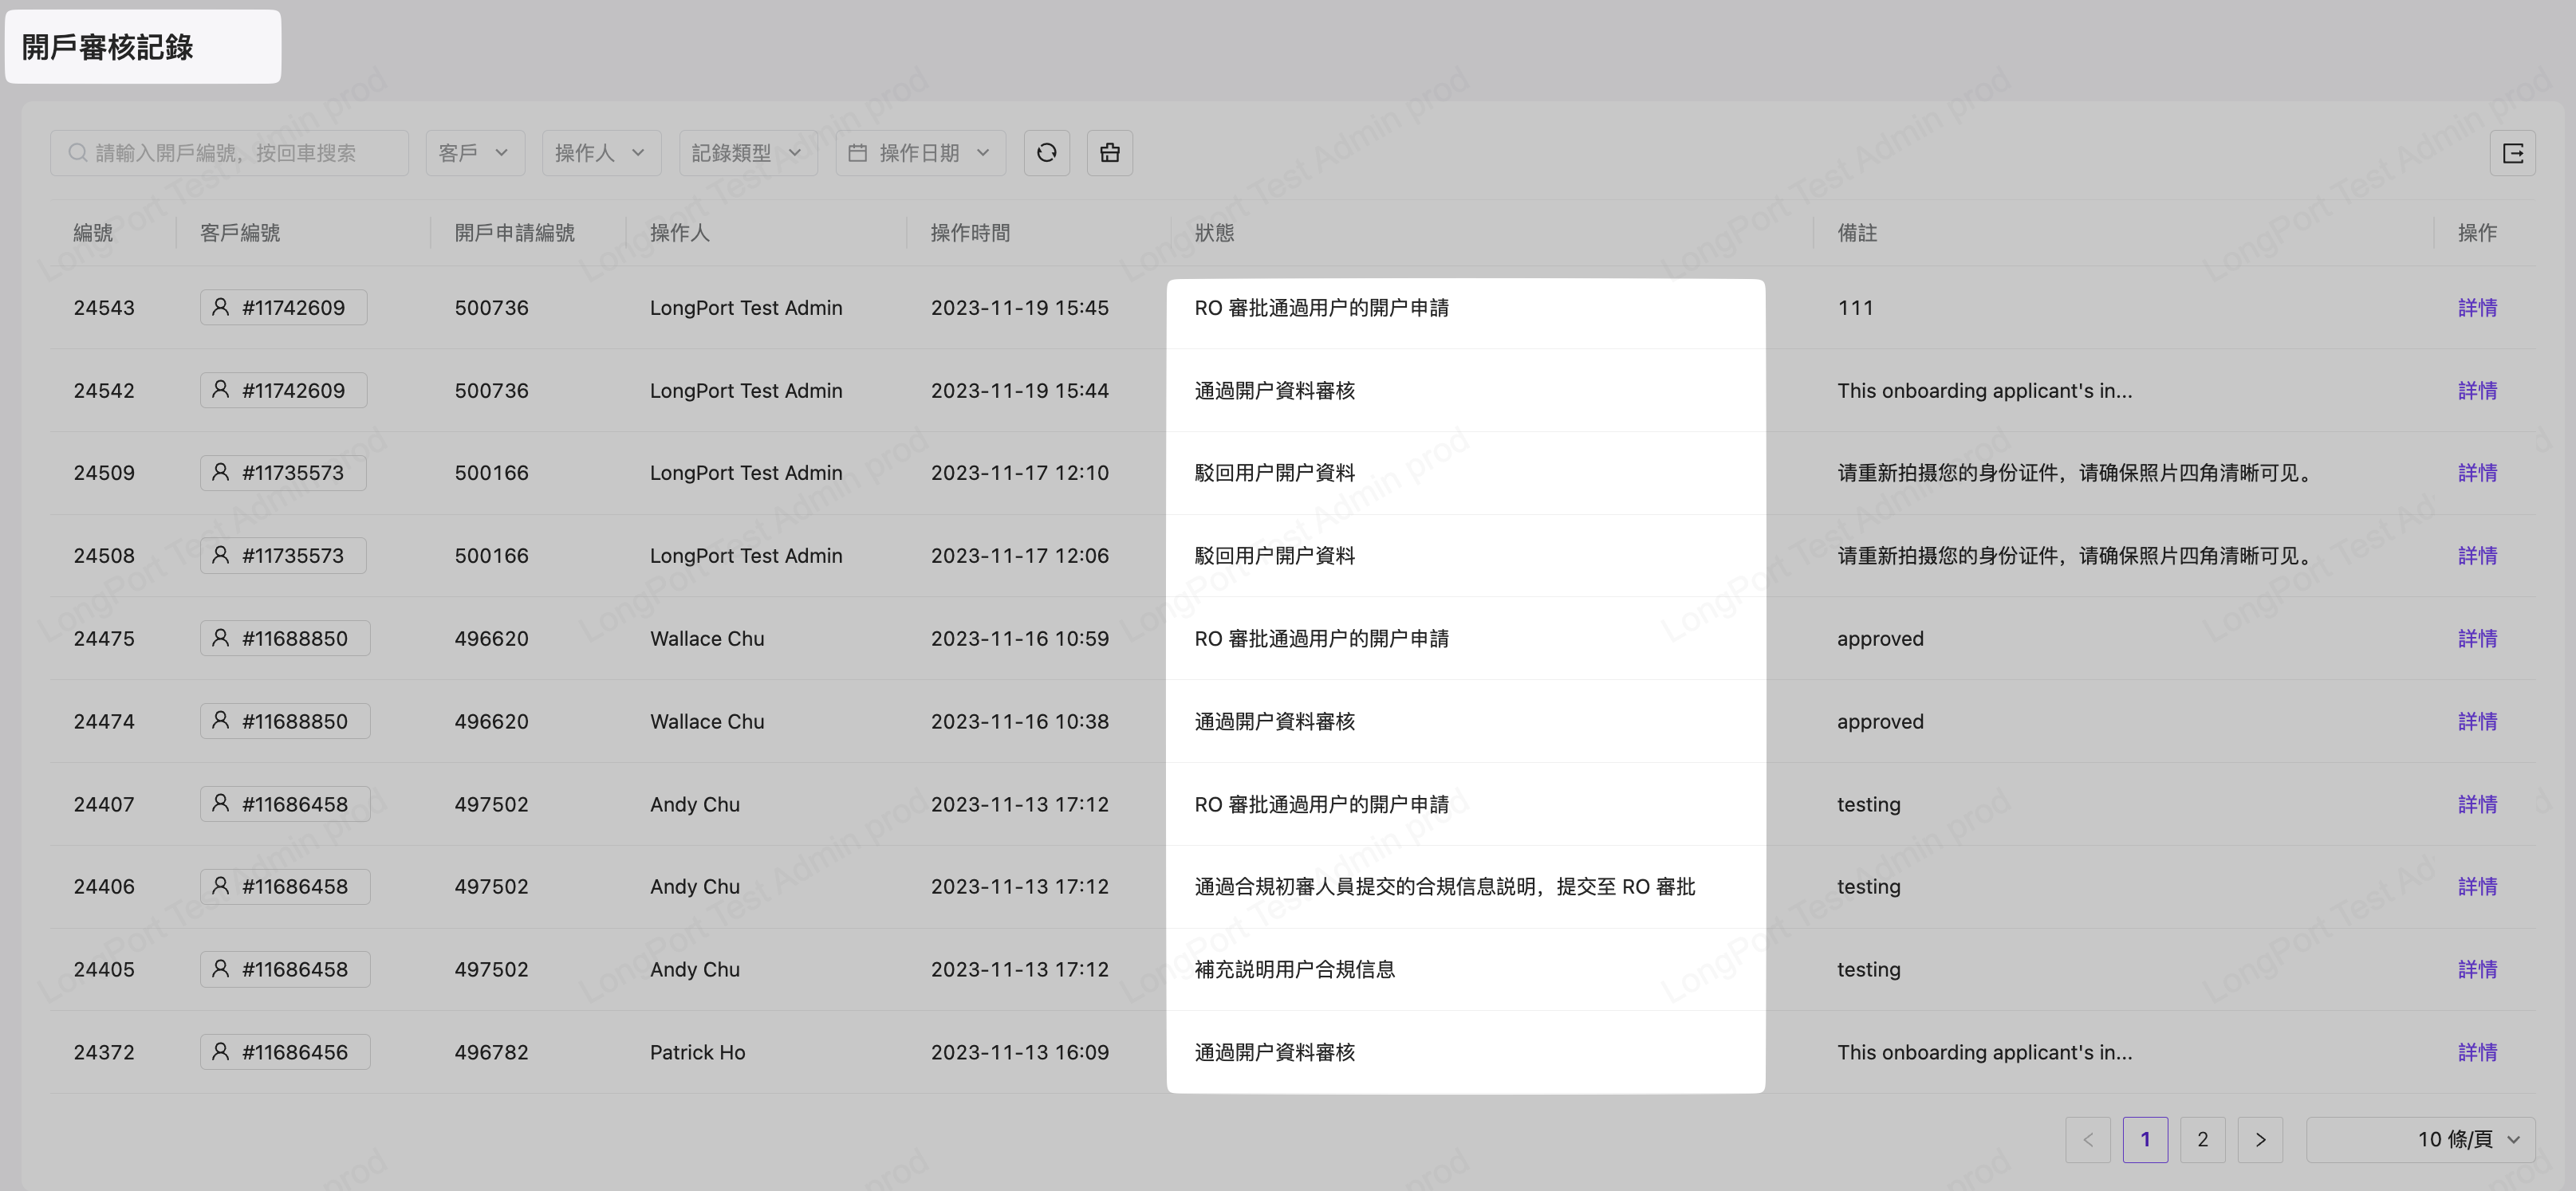 開戶審核記錄
請輸入開戶編號，按回車搜索 客戶 操作人 記錄類型 操作日期
編號 客戶編號 開戶申請編號 操作人 操作時間 狀態 備註 操作
24543 #11742609 500736 LongPort Test Admin 2023-11-19 15:45 RO 審批通過用户的開户申請 111 詳情
24542 #11742609 500736 LongPort Test Admin 2023-11-19 15:44 通過開户資料審核 This onboarding applicant's in... 詳情
24509 #11735573 500166 LongPort Test Admin 2023-11-17 12:10 駁回用户開户資料 请重新拍摄您的身份证件，请确保照片四角清晰可见。 詳情
24508 #11735573 500166 LongPort Test Admin 2023-11-17 12:06 駁回用户開户資料 请重新拍摄您的身份证件，请确保照片四角清晰可见。 詳情
24475 #11688850 496620 Wallace Chu 2023-11-16 10:59 RO 審批通過用户的開户申請 approved 詳情
24474 #11688850 496620 Wallace Chu 2023-11-16 10:38 通過開户資料審核 approved 詳情
24407 #11686458 497502 Andy Chu 2023-11-13 17:12 RO 審批通過用户的開户申請 testing 詳情
24406 #11686458 497502 Andy Chu 2023-11-13 17:12 通過合規初審人員提交的合規信息説明，提交至 RO 審批 testing 詳情
24405 #11686458 497502 Andy Chu 2023-11-13 17:12 補充説明用户合規信息 testing 詳情
24372 #11686456 496782 Patrick Ho 2023-11-13 16:09 通過開户資料審核 This onboarding applicant's in... 詳情
1 2 10 條/頁
LongPort Test Admin prod